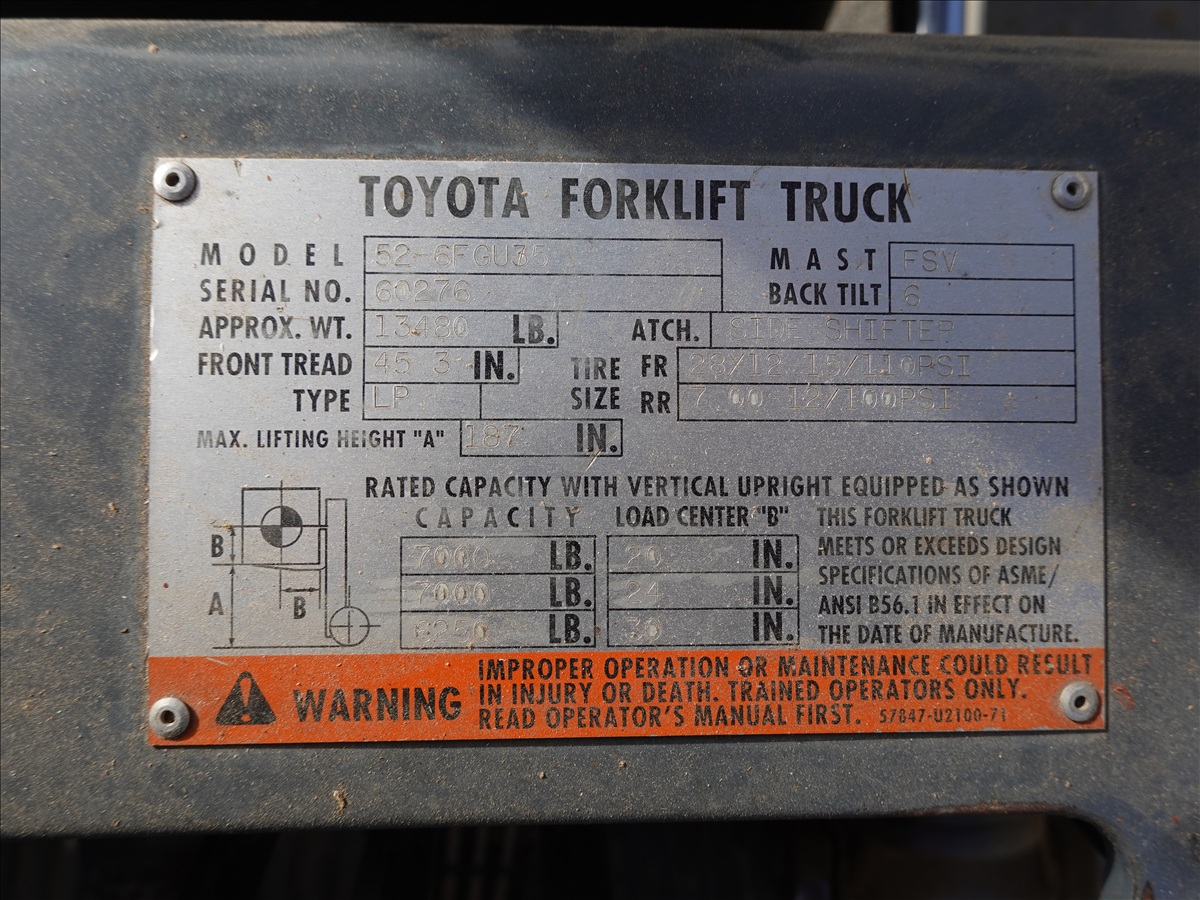 TOYOTA FORKLIFT TRUCK
MODEL 52-6FGU35 MAST FSV
SERIAL NO. 60276 BACK TILT 6
APPROX. WT. 13480 LB. ATCH. SIDE SHIFTER
FRONT TREAD 45 3 IN. TIRE SIZE FR 28/12 15/110PSI
TYPE LP RR 7.00 12/100PSI
MAX. LIFTING HEIGHT "A" 187 IN.
RATED CAPACITY WITH VERTICAL UPRIGHT EQUIPPED AS SHOWN
CAPACITY LOAD CENTER "B"
7000 LB. 20 IN.
7000 LB. 24 IN.
6250 LB. 30 IN.
THIS FORKLIFT TRUCK
MEETS OR EXCEEDS DESIGN
SPECIFICATIONS OF ASME/
ANSI B56.1 IN EFFECT ON
THE DATE OF MANUFACTURE.
B
A
B
WARNING
IMPROPER OPERATION OR MAINTENANCE COULD RESULT
IN INJURY OR DEATH. TRAINED OPERATORS ONLY.
READ OPERATOR'S MANUAL FIRST. 57847-U2100-71